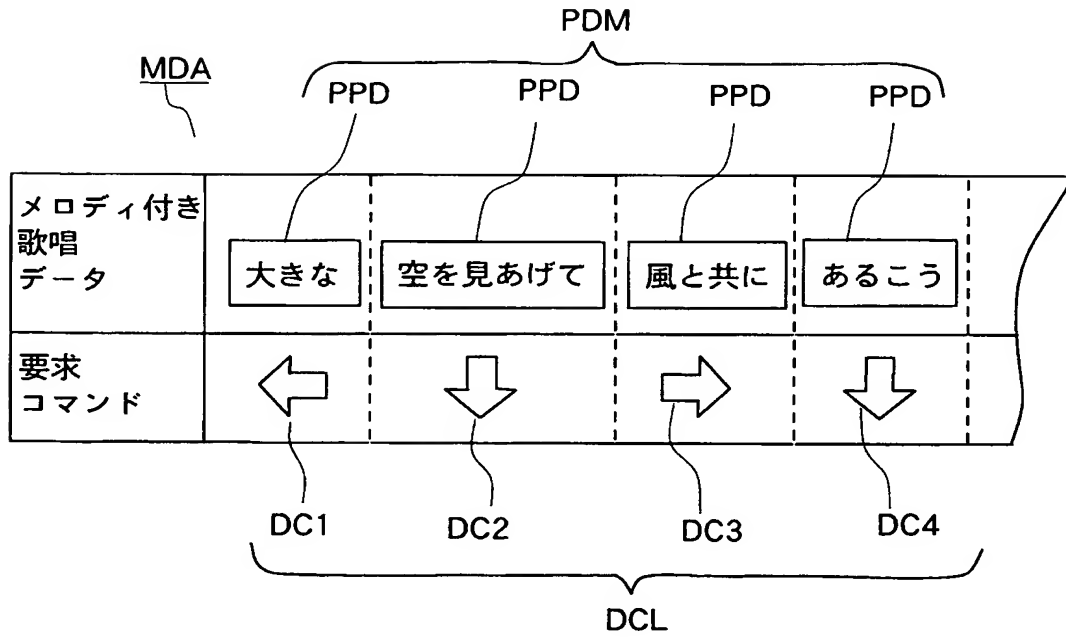 PDM
MDA
PPD PPD PPD PPD
メロディ付き
歌唱
データ
大きな 空を見あげて 風と共に あるこう
要求
コマンド
DC1 DC2 DC3 DC4
DCL